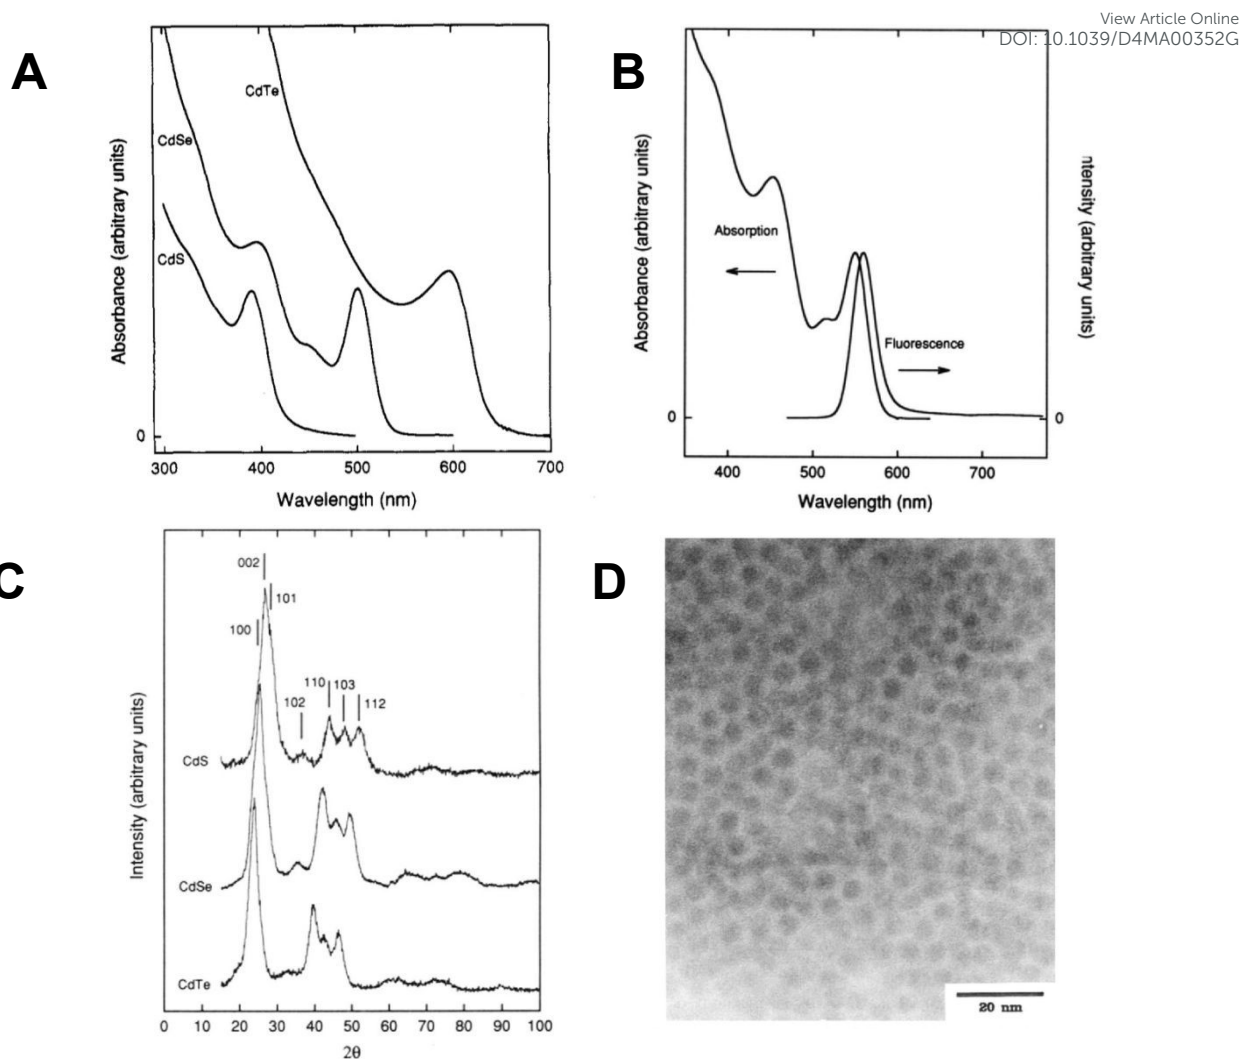 View Article Online
DOI: 10.1039/D4MA00352G
A
CdTe
CdSe
CdS
Absorbance (arbitrary units)
0
300 400 500 600 700
Wavelength (nm)
B
Absorption
Fluorescence
Absorbance (arbitrary units)
ntensity (arbitrary units)
0
0
400 500 600 700
Wavelength (nm)
C
002
101
100
110 103
102
112
CdS
CdSe
CdTe
Intensity (arbitrary units)
0 10 20 30 40 50 60 70 80 90 100
2θ
D
20 nm